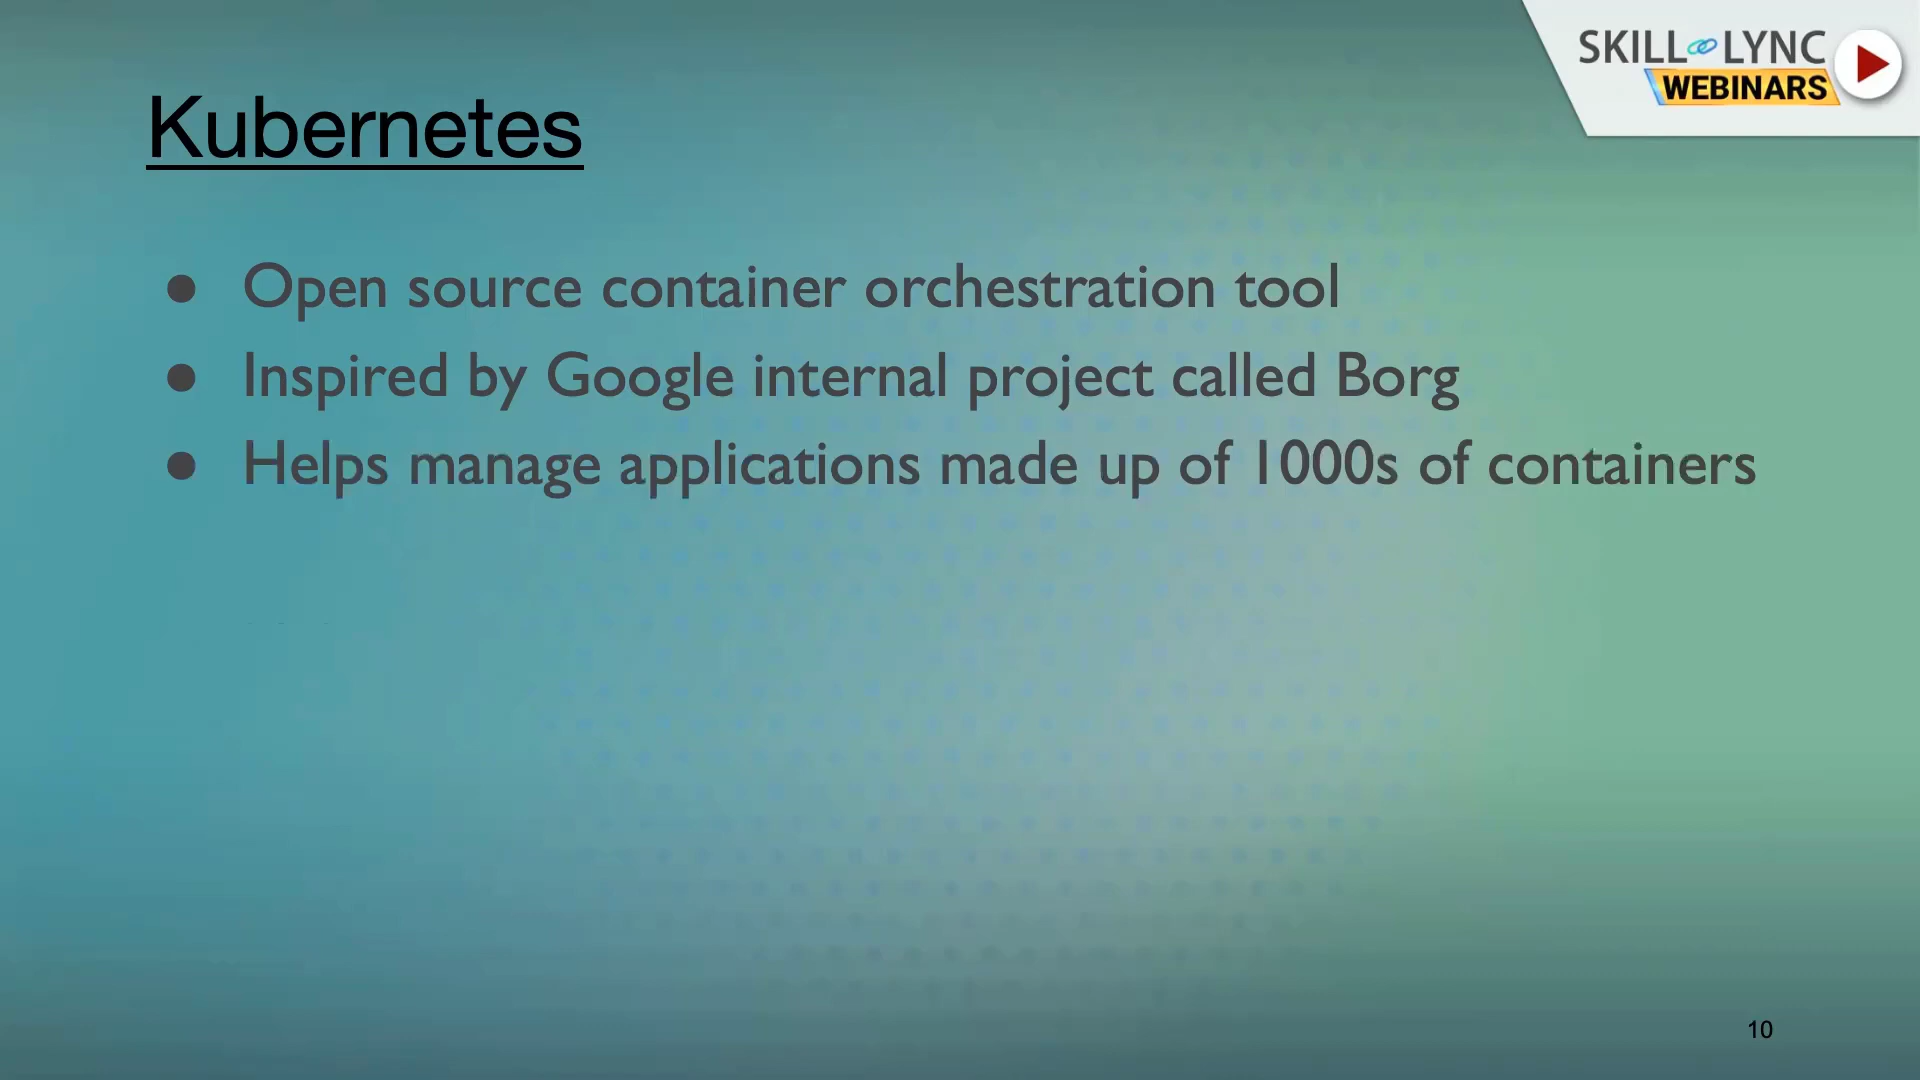 SKILL LYNC
WEBINARS
Kubernetes
● Open source container orchestration tool
● Inspired by Google internal project called Borg
● Helps manage applications made up of 1000s of containers
10